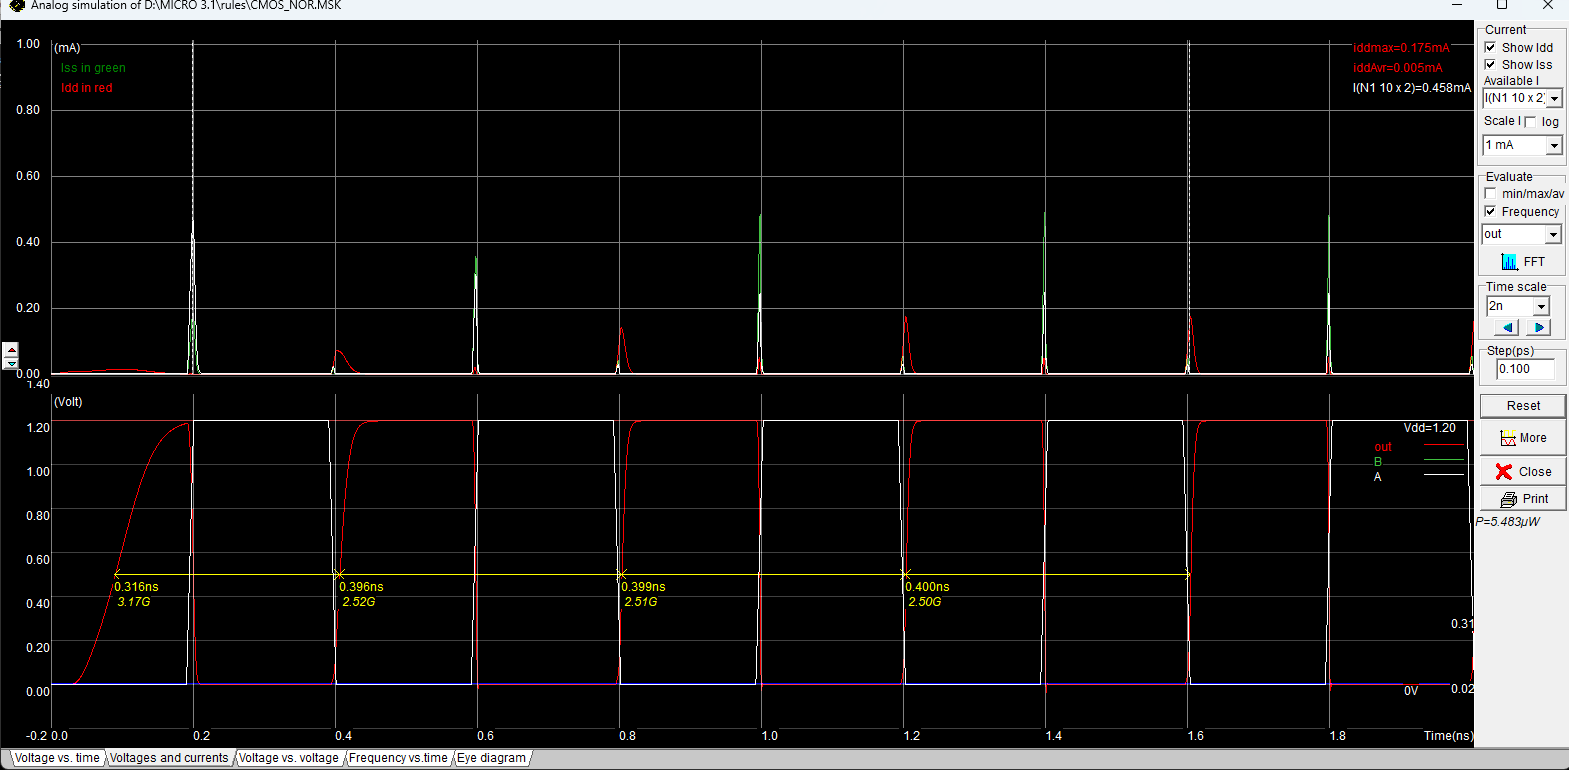 Analog simulation of D:\MICRO 3.1\rules\CMOS_NOR.MSK
1.00
(mA)
Iss in green
Idd in red
iddmax=0.175mA
iddAvr=0.005mA
I(N1 10 x 2)=0.458mA
0.80
0.60
0.40
0.20
0.00
1.40
(Volt)
1.20
1.00
0.80
0.60
0.40
0.20
0.00
-0.2
Vdd=1.20
out
B
A
0.316ns
3.17G
0.396ns
2.52G
0.399ns
2.51G
0.400ns
2.50G
0.31
0V
0.02
0.0
0.2
0.4
0.6
0.8
1.0
1.2
1.4
1.6
1.8
Time(ns)
Voltage vs. time
Voltages and currents
Voltage vs. voltage
Frequency vs.time
Eye diagram
Current
Show Idd
Show Iss
Available I
I(N1 10 x 2)
Scale I
log
1 mA
Evaluate
min/max/av
Frequency
out
FFT
Time scale
2n
Step(ps)
0.100
Reset
More
Close
Print
P=5.483µW